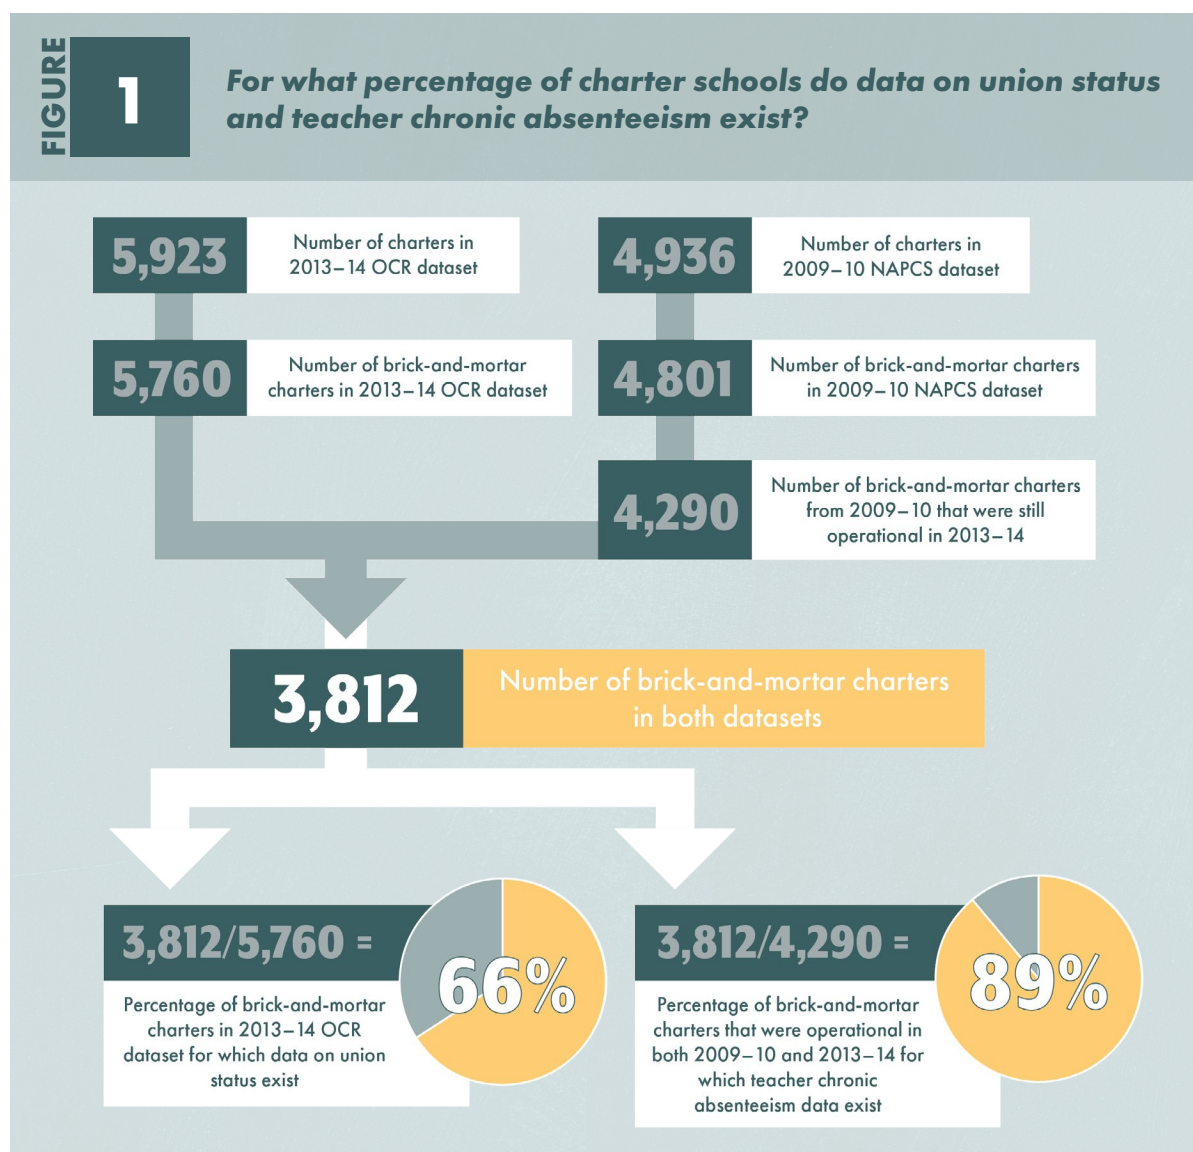 FIGURE
1
For what percentage of charter schools do data on union status
and teacher chronic absenteeism exist?
5,923
Number of charters in
2013–14 OCR dataset
4,936
Number of charters in
2009–10 NAPCS dataset
5,760
Number of brick-and-mortar
charters in 2013–14 OCR dataset
4,801
Number of brick-and-mortar charters
in 2009–10 NAPCS dataset
4,290
Number of brick-and-mortar charters
from 2009–10 that were still
operational in 2013–14
3,812
Number of brick-and-mortar charters
in both datasets
3,812/5,760 =
66%
Percentage of brick-and-mortar
charters in 2013–14 OCR
dataset for which data on union
status exist
3,812/4,290 =
89%
Percentage of brick-and-mortar
charters that were operational in
both 2009–10 and 2013–14 for
which teacher chronic
absenteeism data exist